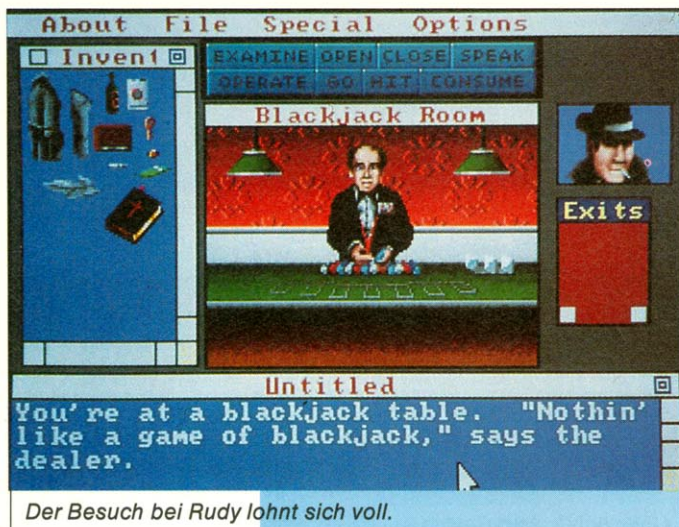 About File Special Options
Invent
EXAMINE OPEN CLOSE SPEAK
OPERATE GO HIT CONSUME
Blackjack Room
Exits
Untitled
You're at a blackjack table. "Nothin'
like a game of blackjack," says the
dealer.
Der Besuch bei Rudy lohnt sich voll.